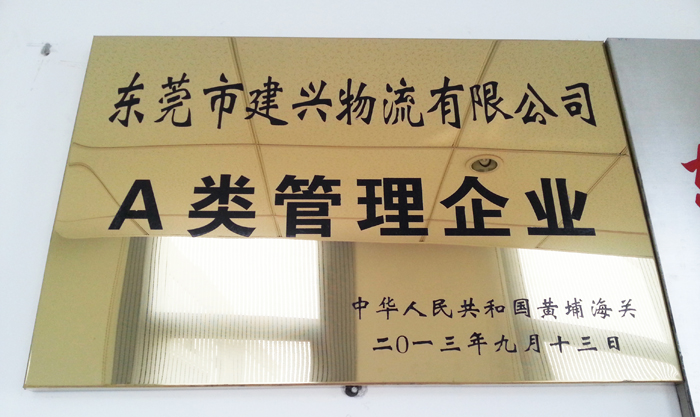 东莞市建兴物流有限公司
A类管理企业
中华人民共和国黄埔海关
二〇一三年九月十三日